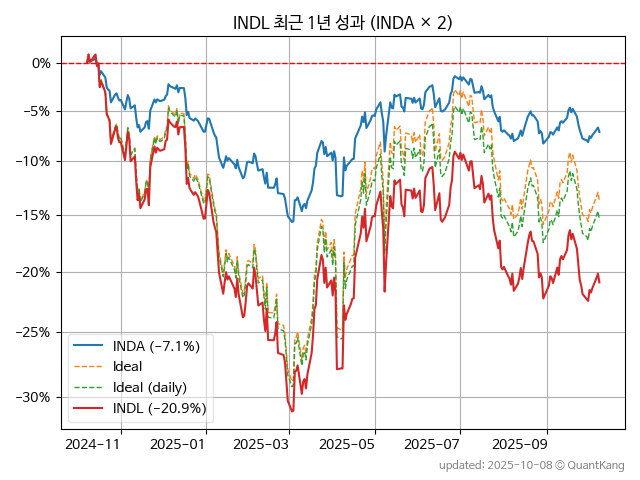 INDL 최근 1년 성과 (INDA × 2)
0%
−5%
−10%
−15%
−20%
−25%
−30%
INDA (−7.1%)
Ideal
Ideal (daily)
INDL (−20.9%)
2024-11 2025-01 2025-03 2025-05 2025-07 2025-09
updated: 2025-10-08 © QuantKang